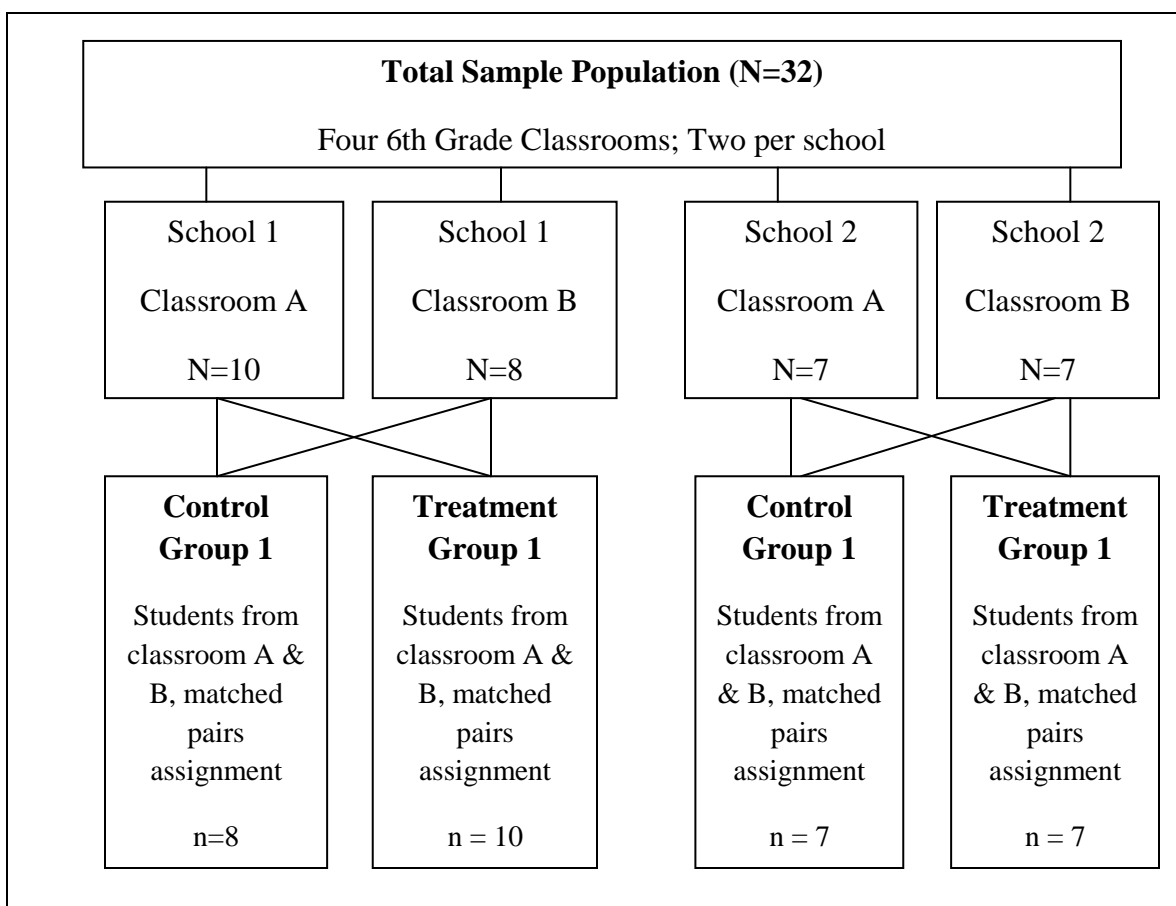 Total Sample Population (N=32)
Four 6th Grade Classrooms; Two per school
School 1
Classroom A
N=10
School 1
Classroom B
N=8
School 2
Classroom A
N=7
School 2
Classroom B
N=7
Control
Group 1
Students from
classroom A &
B, matched
pairs
assignment
n=8
Treatment
Group 1
Students from
classroom A &
B, matched
pairs
assignment
n = 10
Control
Group 1
Students from
classroom A
& B, matched
pairs
assignment
n = 7
Treatment
Group 1
Students from
classroom A
& B, matched
pairs
assignment
n = 7